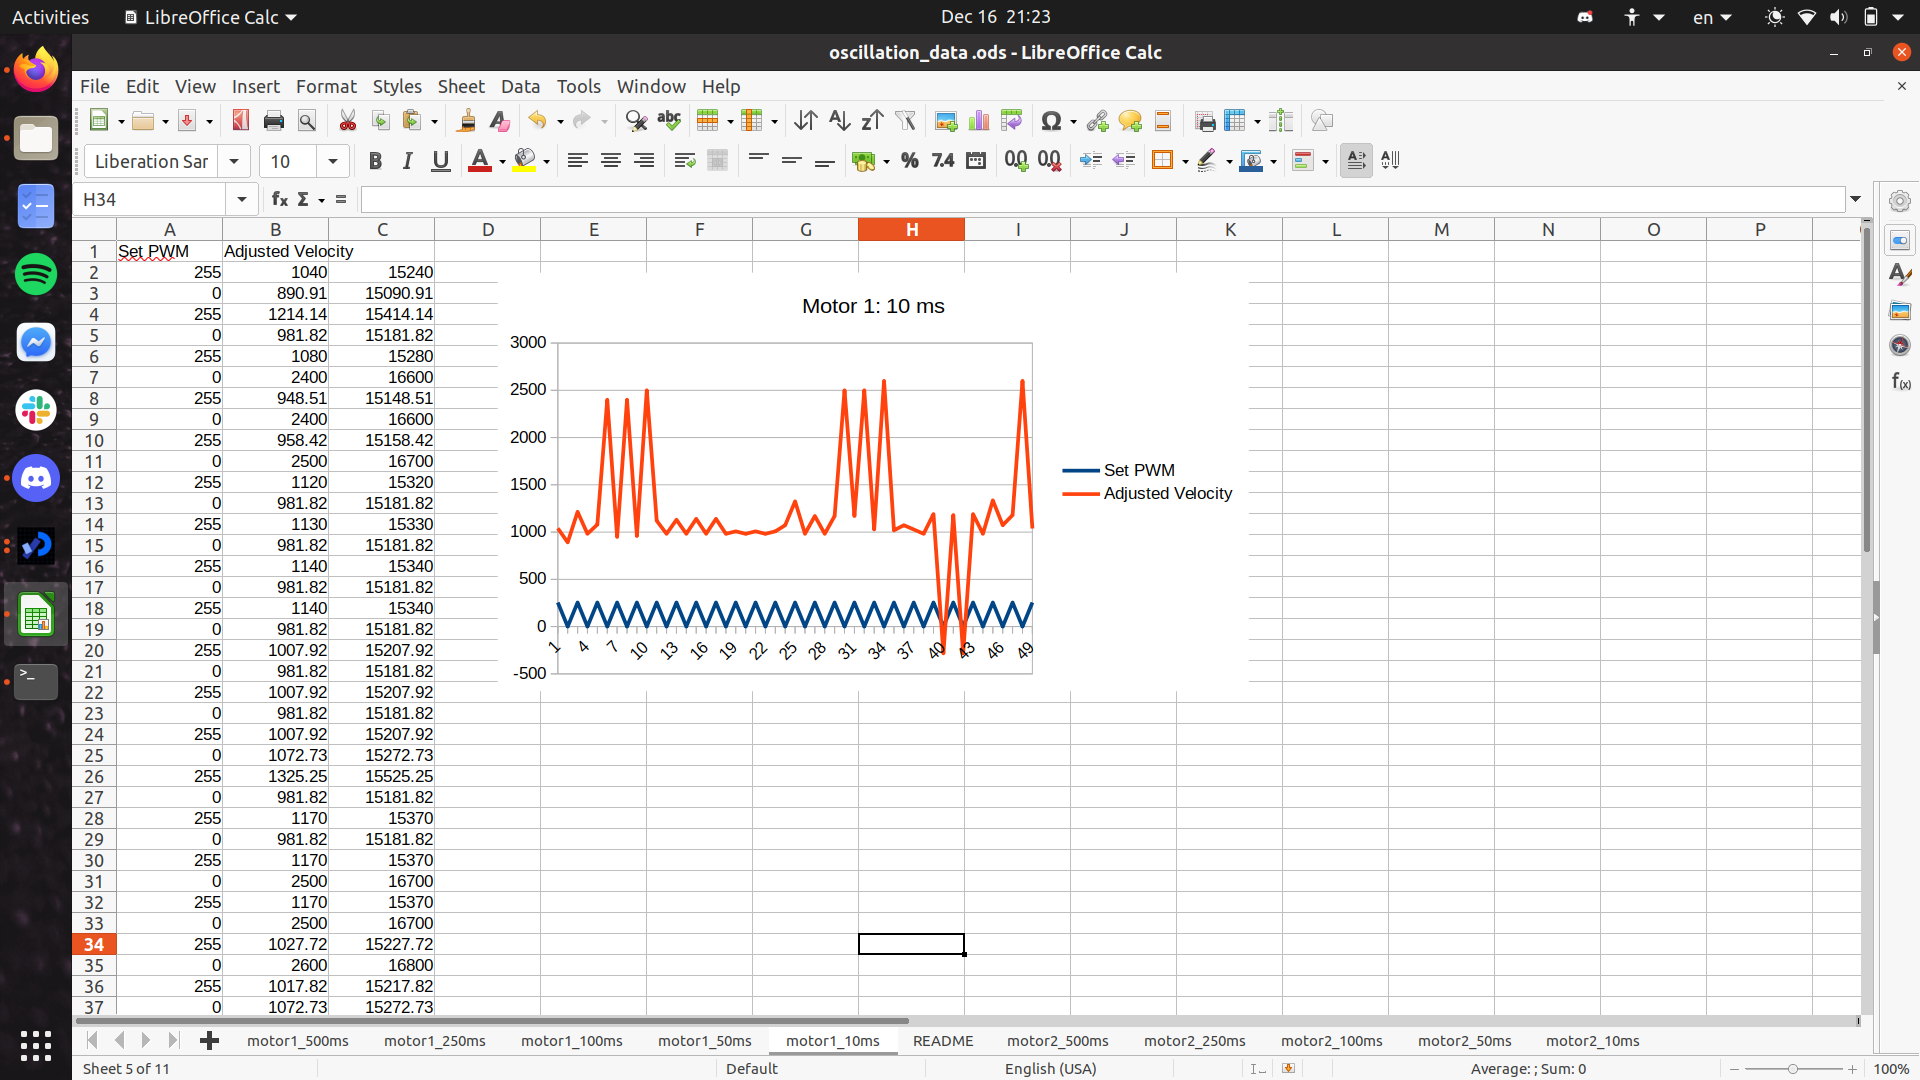 Activities LibreOffice Calc Dec 16 21:23 en
oscillation_data .ods - LibreOffice Calc
File Edit View Insert Format Styles Sheet Data Tools Window Help
Liberation Sar 10
H34
A B C D E F G H I J K L M N O P
1 Set PWM Adjusted Velocity
2 255 1040 15240
3 0 890.91 15090.91
4 255 1214.14 15414.14
5 0 981.82 15181.82
6 255 1080 15280
7 0 2400 16600
8 255 948.51 15148.51
9 0 2400 16600
10 255 958.42 15158.42
11 0 2500 16700
12 255 1120 15320
13 0 981.82 15181.82
14 255 1130 15330
15 0 981.82 15181.82
16 255 1140 15340
17 0 981.82 15181.82
18 255 1140 15340
19 0 981.82 15181.82
20 255 1007.92 15207.92
21 0 981.82 15181.82
22 255 1007.92 15207.92
23 0 981.82 15181.82
24 255 1007.92 15207.92
25 0 1072.73 15272.73
26 255 1325.25 15525.25
27 0 981.82 15181.82
28 255 1170 15370
29 0 981.82 15181.82
30 255 1170 15370
31 0 2500 16700
32 255 1170 15370
33 0 2500 16700
34 255 1027.72 15227.72
35 0 2600 16800
36 255 1017.82 15217.82
37 0 1072.73 15272.73
Motor 1: 10 ms
3000
2500
2000
1500
1000
500
0
-500
1 4 7 10 13 16 19 22 25 28 31 34 37 40 43 46 49
Set PWM
Adjusted Velocity
motor1_500ms motor1_250ms motor1_100ms motor1_50ms motor1_10ms README motor2_500ms motor2_250ms motor2_100ms motor2_50ms motor2_10ms
Sheet 5 of 11 Default English (USA) Average: ; Sum: 0 100%